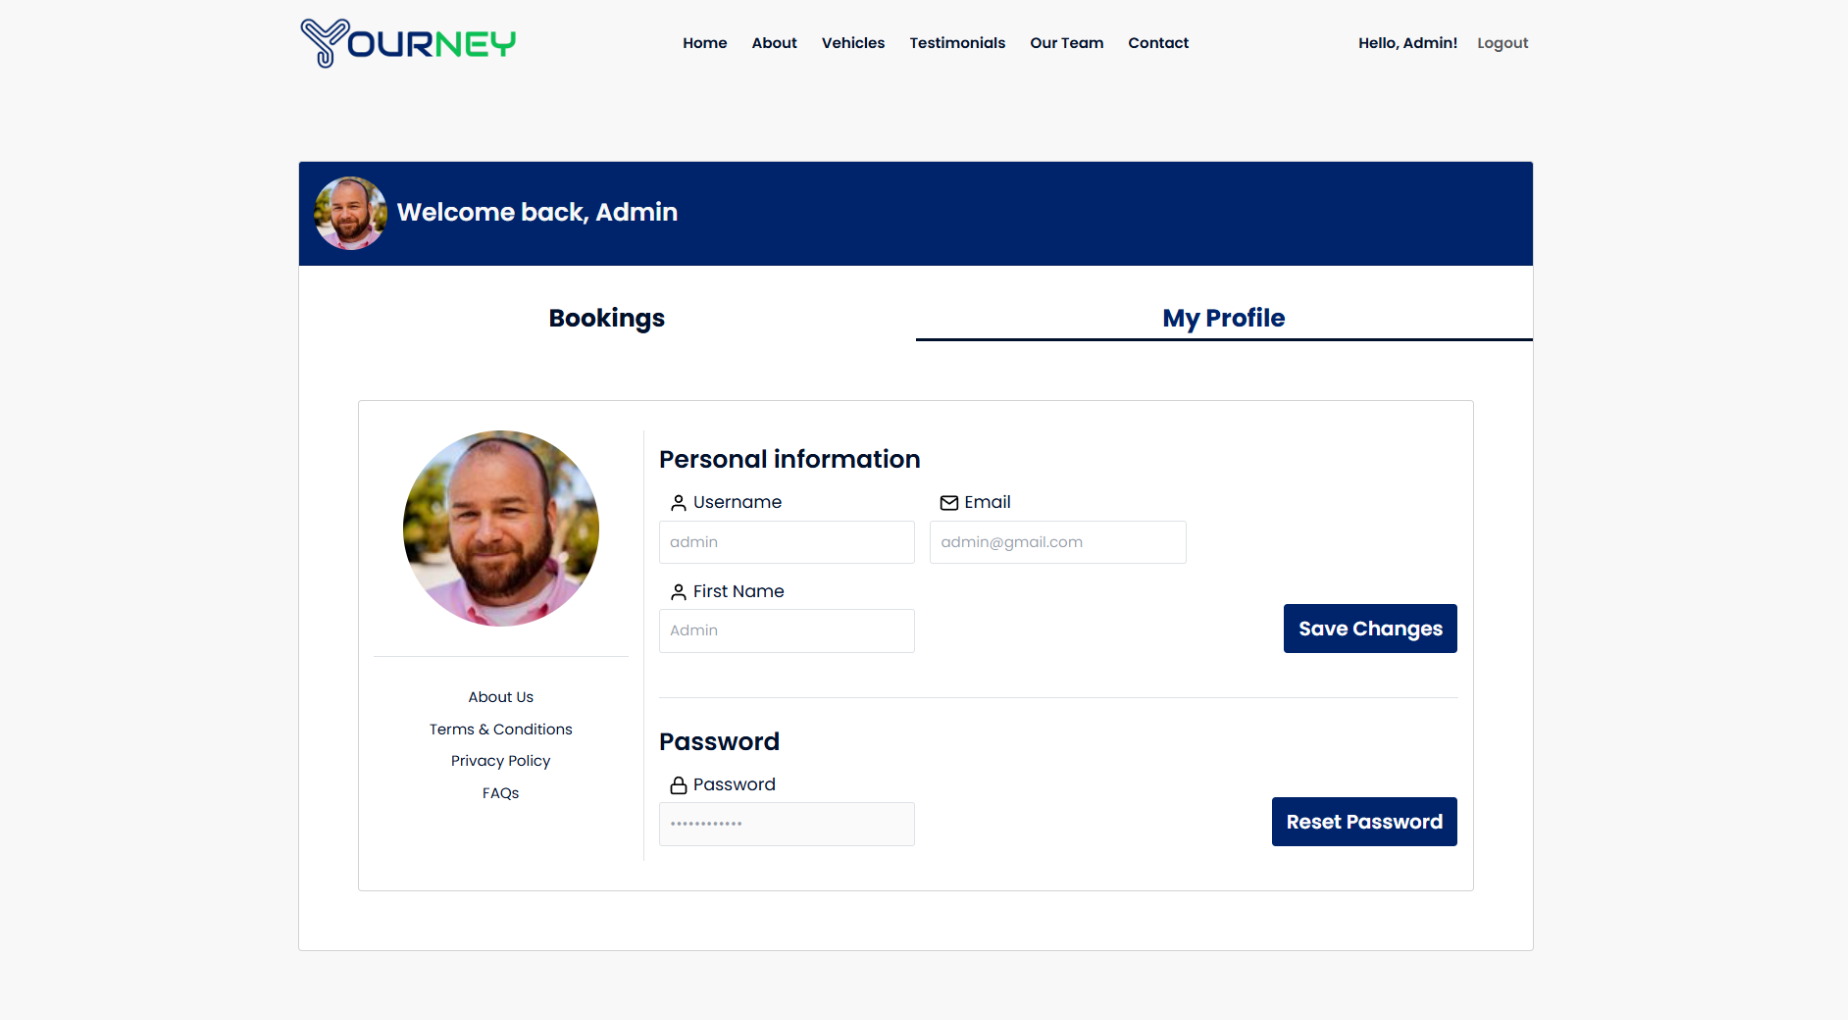 YOURNEY
Home About Vehicles Testimonials Our Team Contact
Hello, Admin! Logout
Welcome back, Admin
Bookings
My Profile
Personal information
Username
Email
admin
admin@gmail.com
First Name
Admin
Save Changes
About Us
Terms & Conditions
Privacy Policy
FAQs
Password
Password
••••••••••••
Reset Password